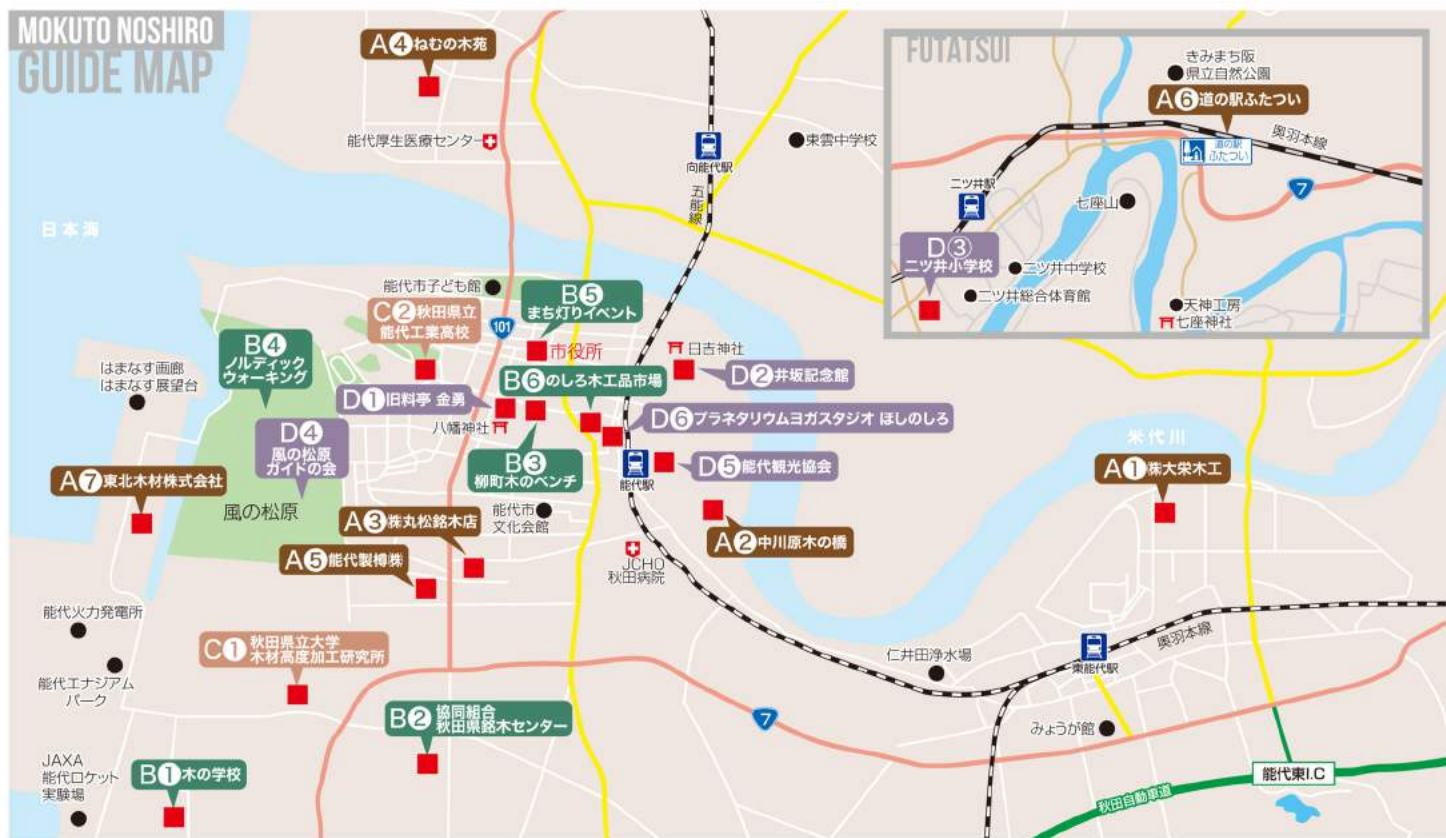 MOKUTO NOSHIRO
GUIDE MAP
A④ねむの木苑
能代厚生医療センター
向能代駅
東雲中学校
五能線
日本海
FUTATSUI
きみまち阪
県立自然公園
A⑥道の駅ふたつい
奥羽本線
道の駅
ふたつい
二ツ井駅
七座山
7
D③
二ツ井小学校
二ツ井中学校
二ツ井総合体育館
天神工房
七座神社
能代市子ども館
C②秋田県立
能代工業高校
101
B⑤
まち灯りイベント
市役所
日吉神社
B④
ノルディック
ウォーキング
はまなす画廊
はまなす展望台
B⑥のしろ木工品市場
D②井坂記念館
D①旧料亭 金勇
八幡神社
D⑥プラネタリウムヨガスタジオ ほしのしろ
D④
風の松原
ガイドの会
B③
柳町木のベンチ
能代駅
D⑤能代観光協会
米代川
A①㈱大栄木工
A⑦東北木材株式会社
風の松原
A③㈱丸松銘木店
能代市
文化会館
A②中川原木の橋
A⑤能代製樽㈱
JCHO
秋田病院
能代火力発電所
C①秋田県立大学
木材高度加工研究所
能代エナジアム
パーク
仁井田浄水場
東能代駅
奥羽本線
B②協同組合
秋田県銘木センター
7
みょうが館
JAXA
能代ロケット
実験場
B①木の学校
能代東I.C
秋田自動車道